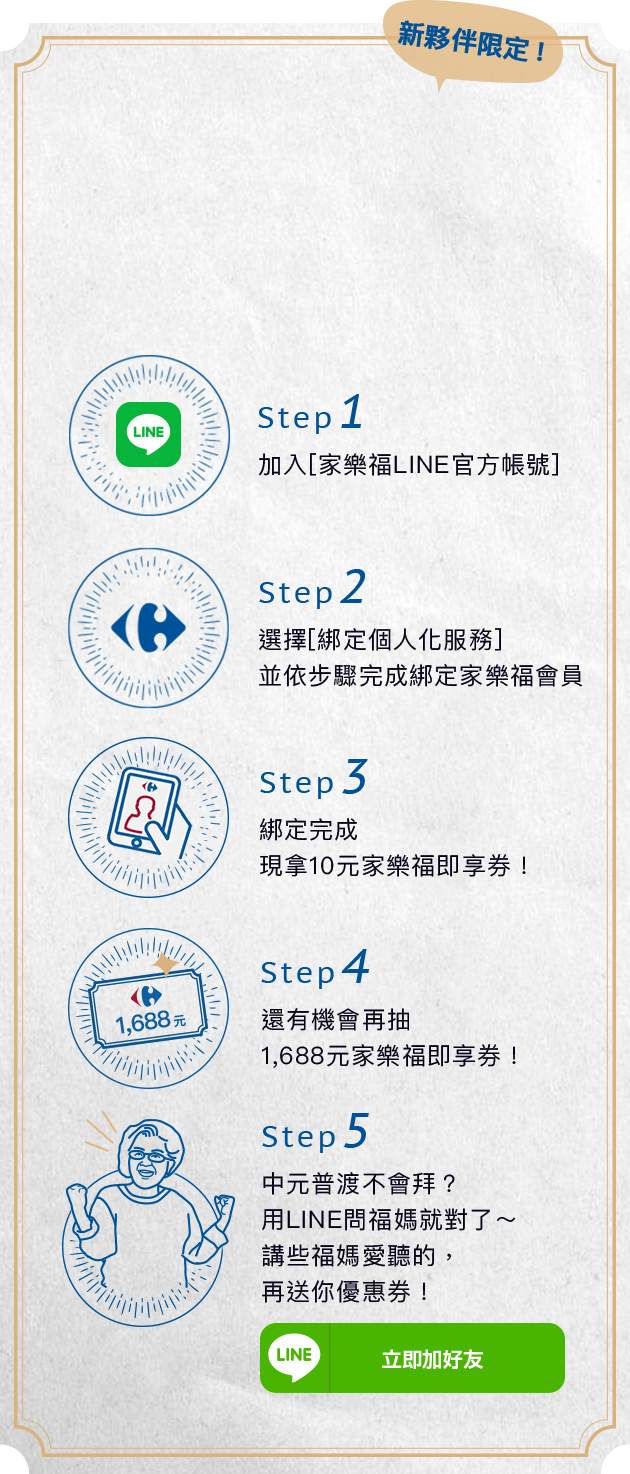 新夥伴限定！
LINE
Step 1
加入[家樂福LINE官方帳號]
Step 2
選擇[綁定個人化服務]
並依步驟完成綁定家樂福會員
Step 3
綁定完成
現拿10元家樂福即享券！
1,688元
Step 4
還有機會再抽
1,688元家樂福即享券！
Step 5
中元普渡不會拜？
用LINE問福媽就對了～
講些福媽愛聽的，
再送你優惠券！
LINE
立即加好友